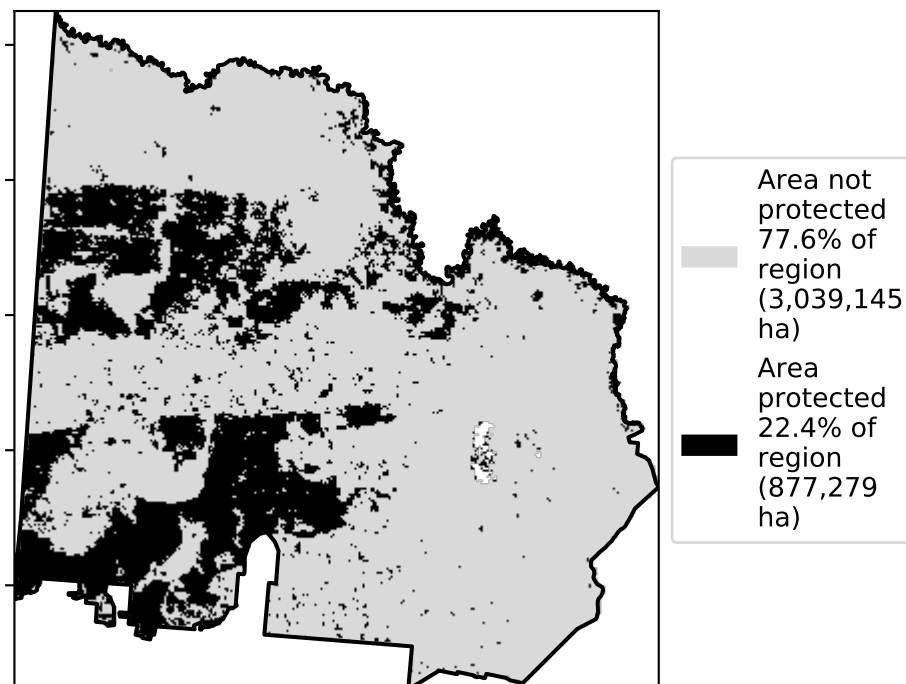 Area not
protected
77.6% of
region
(3,039,145
ha)
Area
protected
22.4% of
region
(877,279
ha)